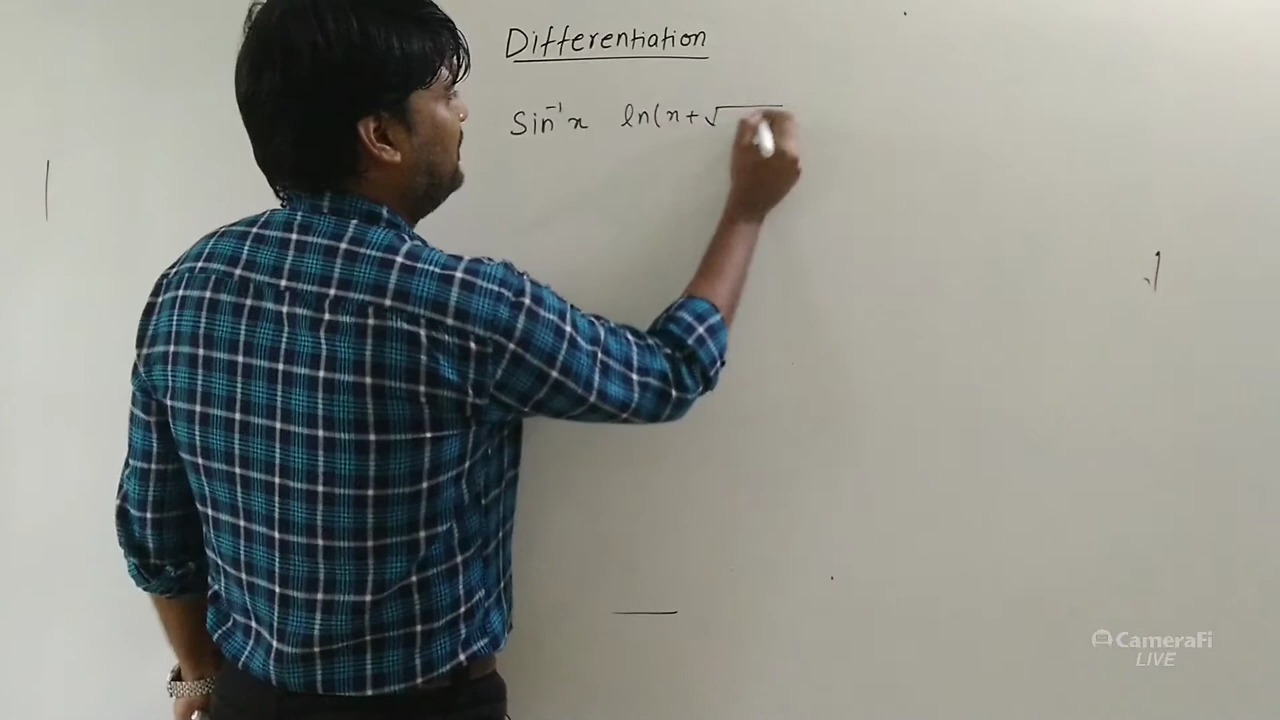 Differentiation
Sin⁻¹x ln(x+√
CameraFi
LIVE